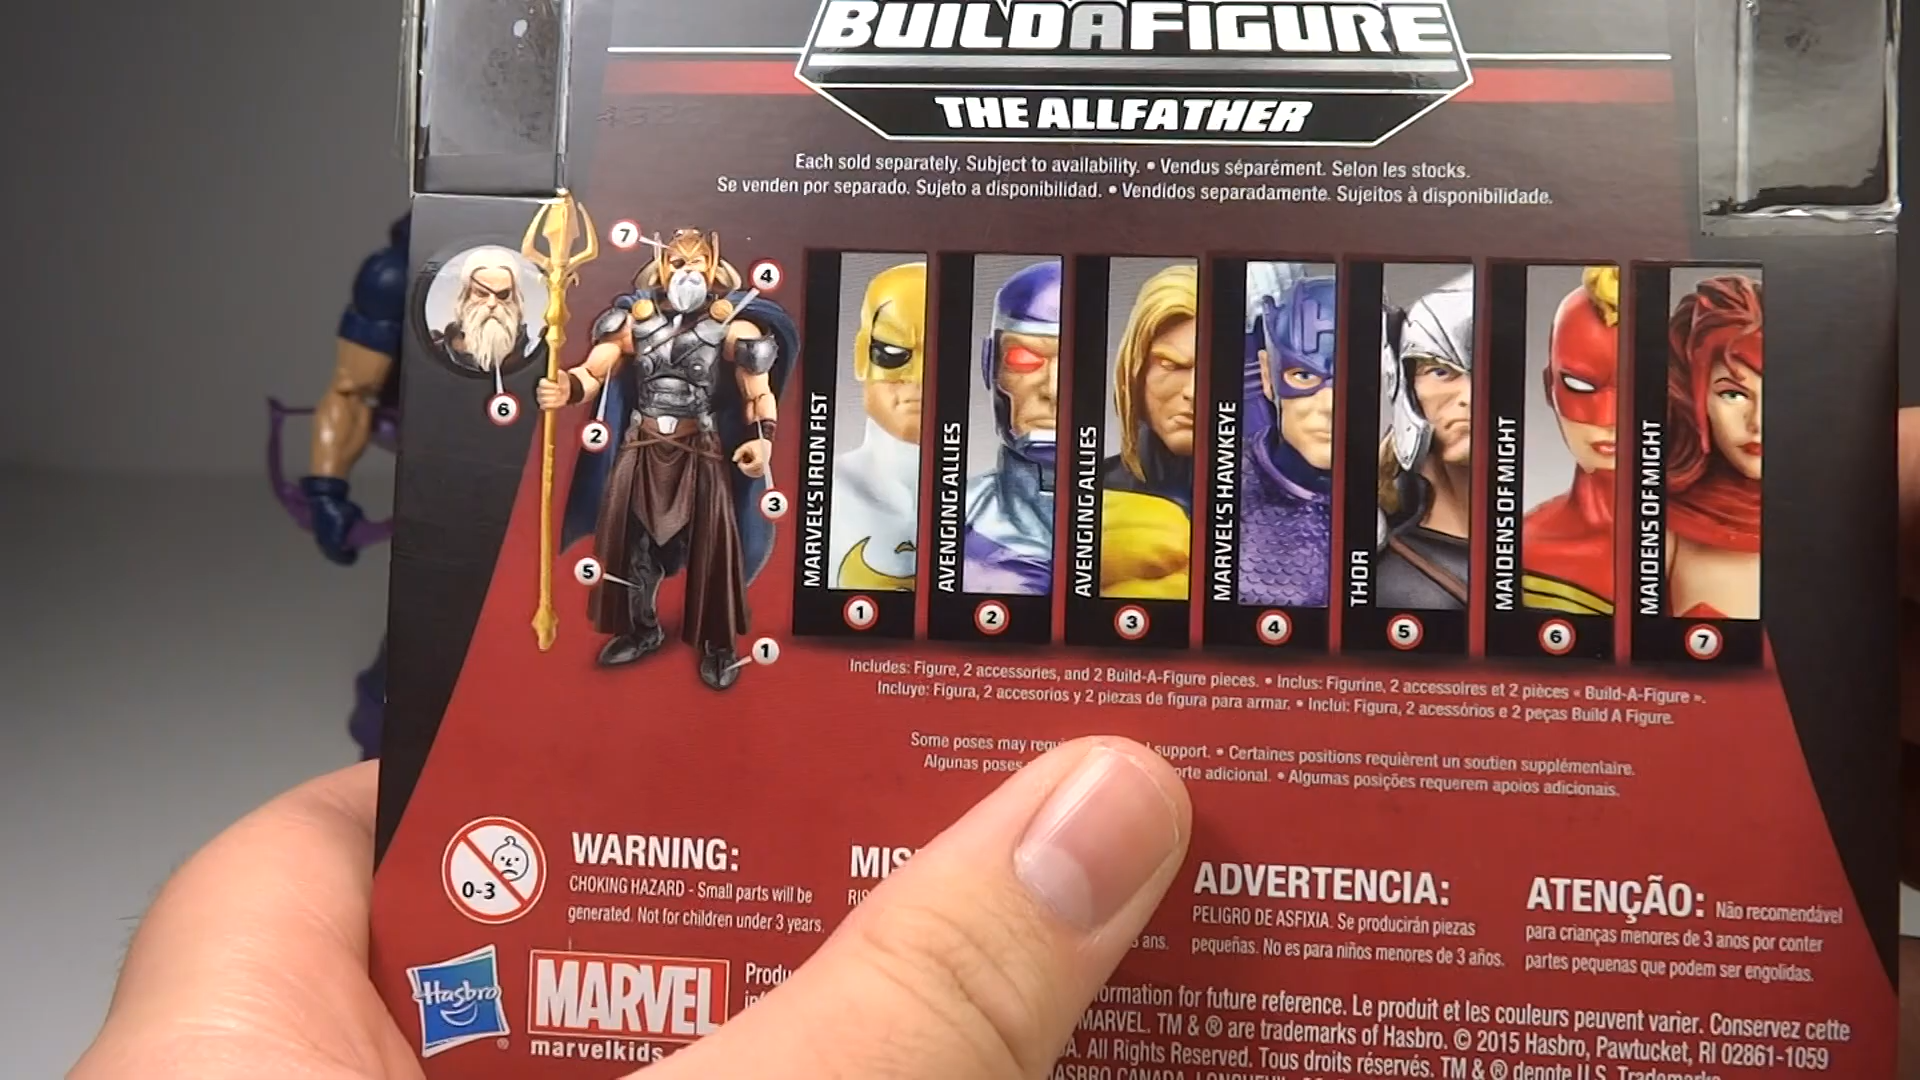 BUILDAFIGURE
THE ALLFATHER
Each sold separately. Subject to availability. • Vendus séparément. Selon les stocks.
Se venden por separado. Sujeto a disponibilidad. • Vendidos separadamente. Sujeitos à disponibilidade.
7
4
6
2
3
5
1
MARVEL'S IRON FIST
1
AVENGING ALLIES
2
AVENGING ALLIES
3
MARVEL'S HAWKEYE
4
THOR
5
MAIDENS OF MIGHT
6
MAIDENS OF MIGHT
7
Includes: Figure, 2 accessories, and 2 Build-A-Figure pieces. • Inclus: Figurine, 2 accessoires et 2 pièces « Build-A-Figure ».
Incluye: Figura, 2 accesorios y 2 piezas de figura para armar. • Inclui: Figura, 2 acessórios e 2 peças Build A Figure.
Some poses may support. • Certaines positions requièrent un soutien supplémentaire.
Algunas poses adicional. • Algumas posições requerem apoios adicionais.
0-3
WARNING:
CHOKING HAZARD - Small parts will be
generated. Not for children under 3 years.
ans.
ADVERTENCIA:
PELIGRO DE ASFIXIA. Se producirán piezas
pequeñas. No es para niños menores de 3 años.
ATENÇÃO: Não recomendável
para crianças menores de 3 anos por conter
partes pequenas que podem ser engolidas.
Hasbro ®
MARVEL
marvelkids
for future reference. Le produit et les couleurs peuvent varier. Conservez cette
MARVEL. TM & ® are trademarks of Hasbro. © 2015 Hasbro, Pawtucket, RI 02861-1059
All Rights Reserved. Tous droits réservés. TM & ® denote U.S. Trademarks
HASBRO CANADA